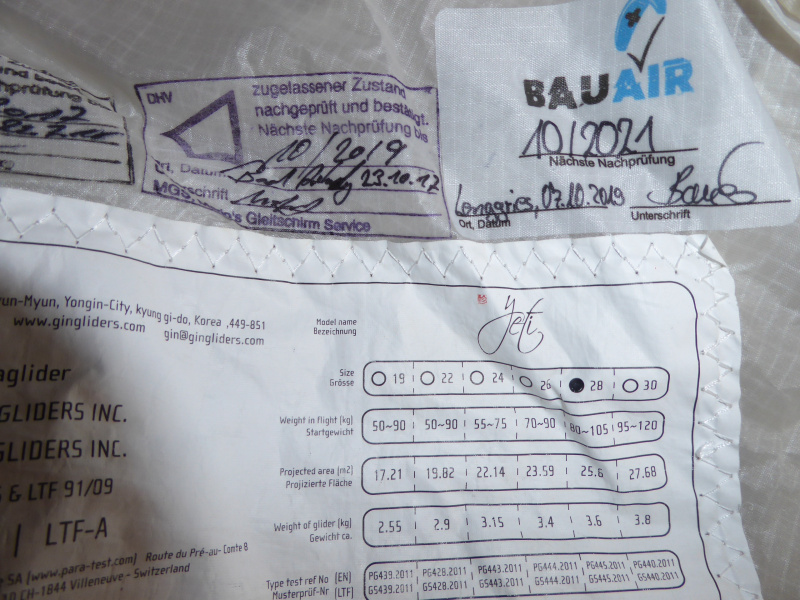 BAUAIR
10/2021
Nächste Nachprüfung
Lenggries, 07.10.2019
Ort, Datum
Unterschrift
DHV
zugelassener Zustand
nachgeprüft und bestätigt.
Nächste Nachprüfung bis
10/2019
Ort, Datum 23.10.17
Gleitschirm Service
yun-Myun, Yongin-City, kyung gi-do, Korea ,449-851
www.gingliders.com gin@gingliders.com
Model name
Bezeichnung
Yeti
aglider
GLIDERS INC.
GLIDERS INC.
& LTF 91/09
| LTF-A
SA [www.para-test.com] Route du Pré-au-Conte 8
CH-1844 Villeneuve - Switzerland
Size
Grösse
19 22 24 26 28 30
Weight in flight [kg]
Startgewicht
50~90 50~90 55~75 70~90 80~105 95~120
Projected area [m2]
Projizierte Fläche
17.21 19.82 22.14 23.59 25.6 27.68
Weight of glider [kg]
Gewicht ca.
2.55 2.9 3.15 3.4 3.6 3.8
Type test ref No [EN]
Musterprüf-Nr [LTF]
PG439.2011 PG428.2011 PG443.2011 PG444.2011 PG445.2011 PG440.2011
GS439.2011 GS428.2011 GS443.2011 GS444.2011 GS445.2011 GS440.2011